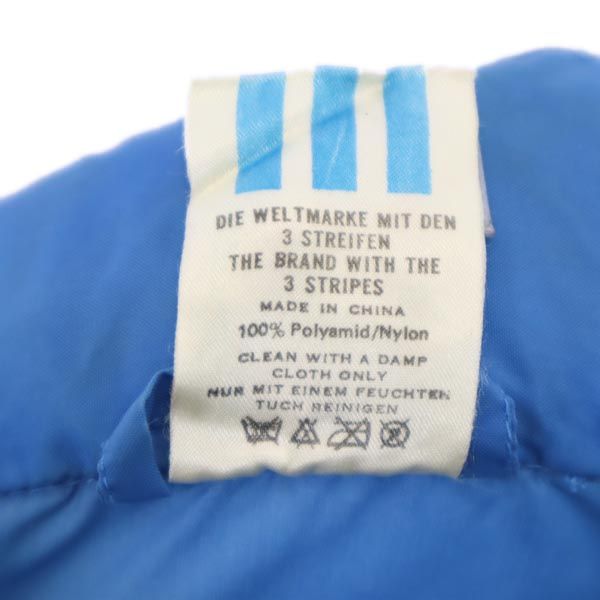 DIE WELTMARKE MIT DEN
3 STREIFEN
THE BRAND WITH THE
3 STRIPES
MADE IN CHINA
100% Polyamid/Nylon
CLEAN WITH A DAMP
CLOTH ONLY
NUR MIT EINEM FEUCHTEN
TUCH REINIGEN